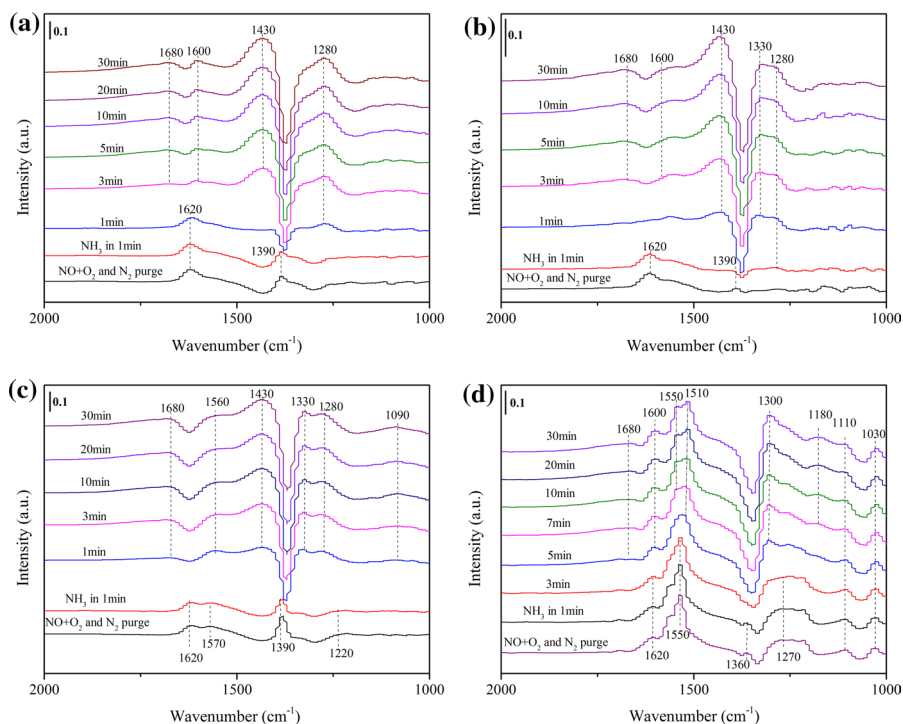 (a)
0.1
1680
1600
1430
1280
30min
20min
10min
5min
3min
1620
1min
NH3 in 1min
1390
NO+O2 and N2 purge
Intensity (a.u.)
2000
1500
1000
Wavenumber (cm-1)
(b)
0.1
1430
1680
1600
1330
1280
30min
10min
5min
3min
1min
1620
NH3 in 1min
1390
NO+O2 and N2 purge
Intensity (a.u.)
2000
1500
1000
Wavenumber (cm-1)
(c)
0.1
1680
1560
1430
1330
1280
1090
30min
20min
10min
3min
1min
NH3 in 1min
NO+O2 and N2 purge
1620
1570
1390
1220
Intensity (a.u.)
2000
1500
1000
Wavenumber (cm-1)
(d)
0.1
1550
1510
1680
1600
1300
1180
1110
1030
30min
20min
10min
7min
5min
3min
NH3 in 1min
NO+O2 and N2 purge
1620
1550
1360
1270
Intensity (a.u.)
2000
1500
1000
Wavenumber (cm-1)